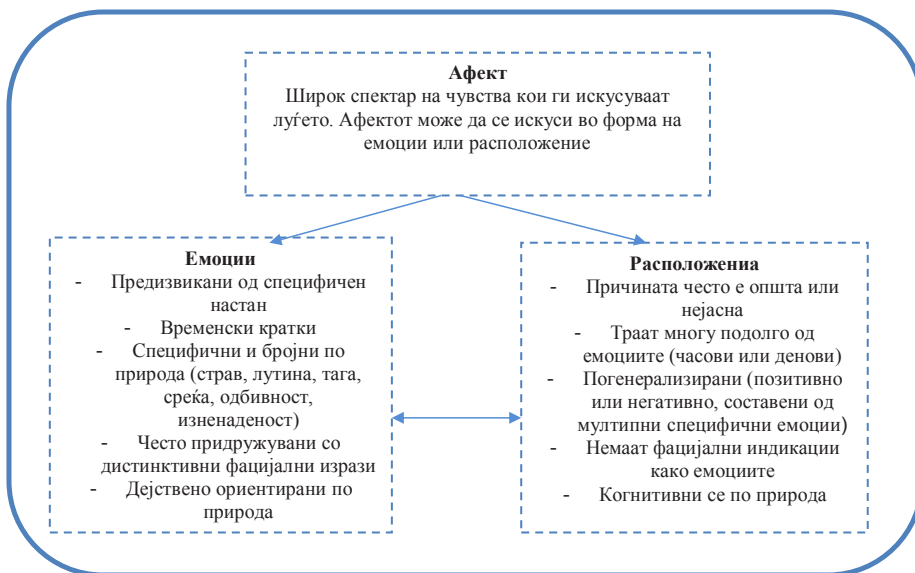 Афект
Широк спектар на чувства кои ги искусуваат
луѓето. Афектот може да се искуси во форма на
емоции или расположение
Емоции
- Предизвикани од специфичен
настан
- Временски кратки
- Специфични и бројни по
природа (страв, лутина, тага,
среќа, одбивност,
изненаденост)
- Често придружувани со
дистинктивни фацијални изрази
- Дејствено ориентирани по
природа
Расположениа
- Причината често е општа или
нејасна
- Траат многу подолго од
емоциите (часови или денови)
- Погенерализирани (позитивно
или негативно, составени од
мултипни специфични емоции)
- Немаат фацијални индикации
како емоциите
- Когнитивни се по природа